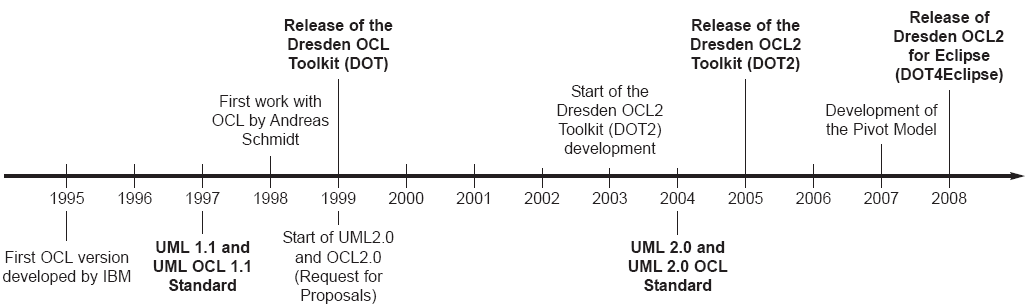 Release of the
Dresden OCL
Toolkit (DOT)
Release of the
Dresden OCL2
Toolkit (DOT2)
Release of
Dresden OCL2
for Eclipse
(DOT4Eclipse)
First work with
OCL by Andreas
Schmidt
Start of the
Dresden OCL2
Toolkit (DOT2)
development
Development of
the Pivot Model
1995 1996 1997 1998 1999 2000 2001 2002 2003 2004 2005 2006 2007 2008
First OCL version
developed by IBM
UML 1.1 and
UML OCL 1.1
Standard
Start of UML2.0
and OCL2.0
(Request for
Proposals)
UML 2.0 and
UML 2.0 OCL
Standard